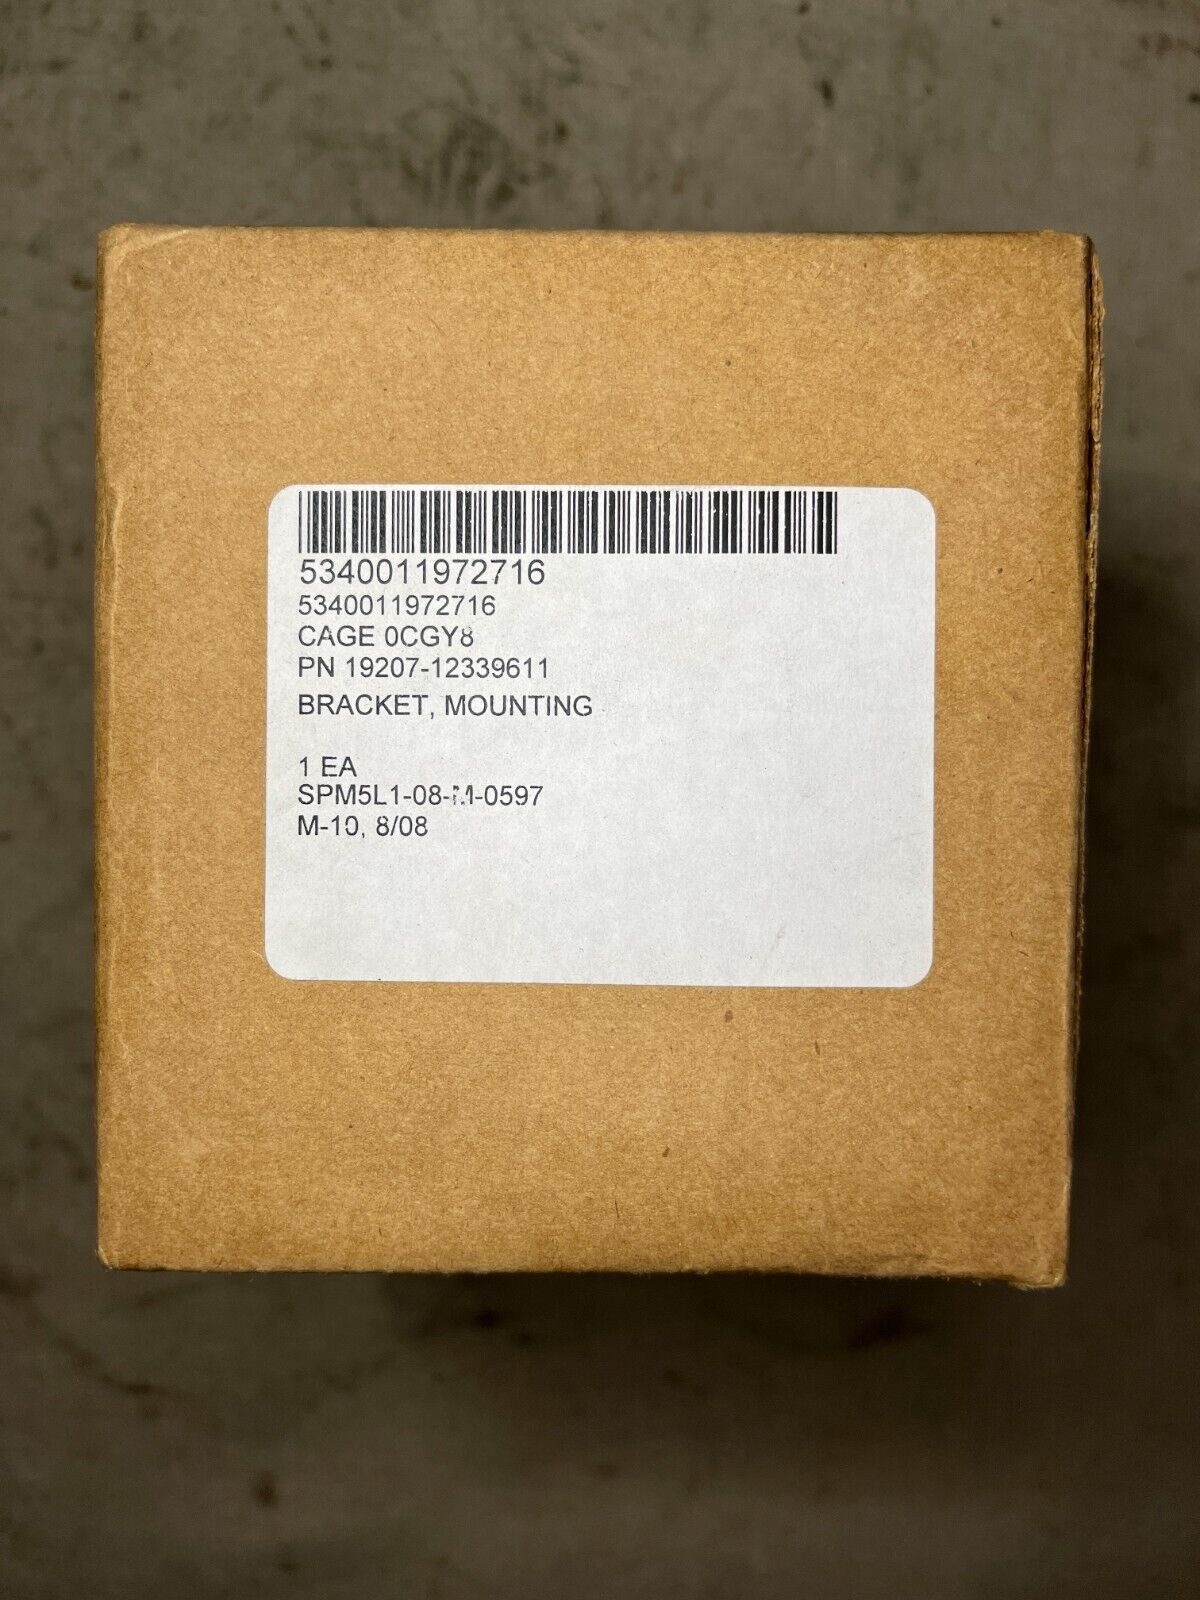 5340011972716
5340011972716
CAGE 0CGY8
PN 19207-12339611
BRACKET, MOUNTING
1 EA
SPM5L1-08-M-0597
M-10, 8/08